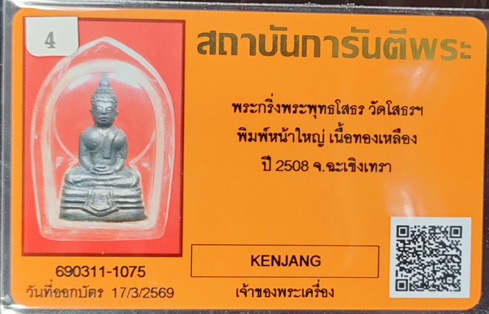 4
สถาบันการันตีพระ
พระกริ่งพระพุทธโสธร วัดโสธรฯ
พิมพ์หน้าใหญ่ เนื้อทองเหลือง
ปี 2508 จ.ฉะเชิงเทรา
690311-1075
วันที่ออกบัตร 17/3/2569
KENJANG
เจ้าของพระเครื่อง